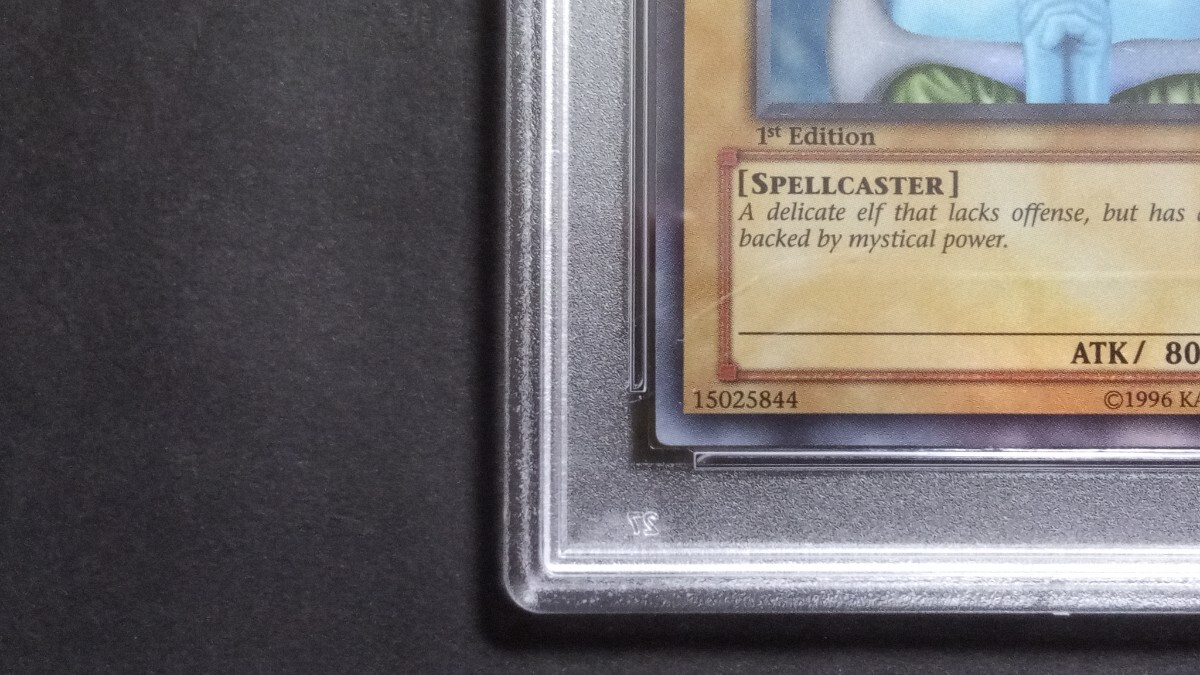 1st Edition
[SPELLCASTER]
A delicate elf that lacks offense, but has
backed by mystical power.
ATK/ 80
15025844
©1996 KA
27